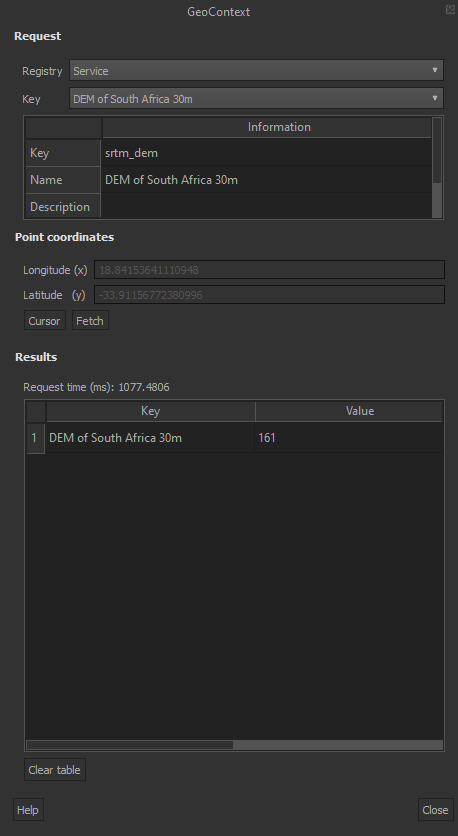 GeoContext
Request
Registry Service
Key DEM of South Africa 30m
Information
Key srtm_dem
Name DEM of South Africa 30m
Description
Point coordinates
Longitude (x) 18.84153641110948
Latitude (y) -33.91156772380996
Cursor Fetch
Results
Request time (ms): 1077.4806
Key Value
1 DEM of South Africa 30m 161
Clear table
Help Close